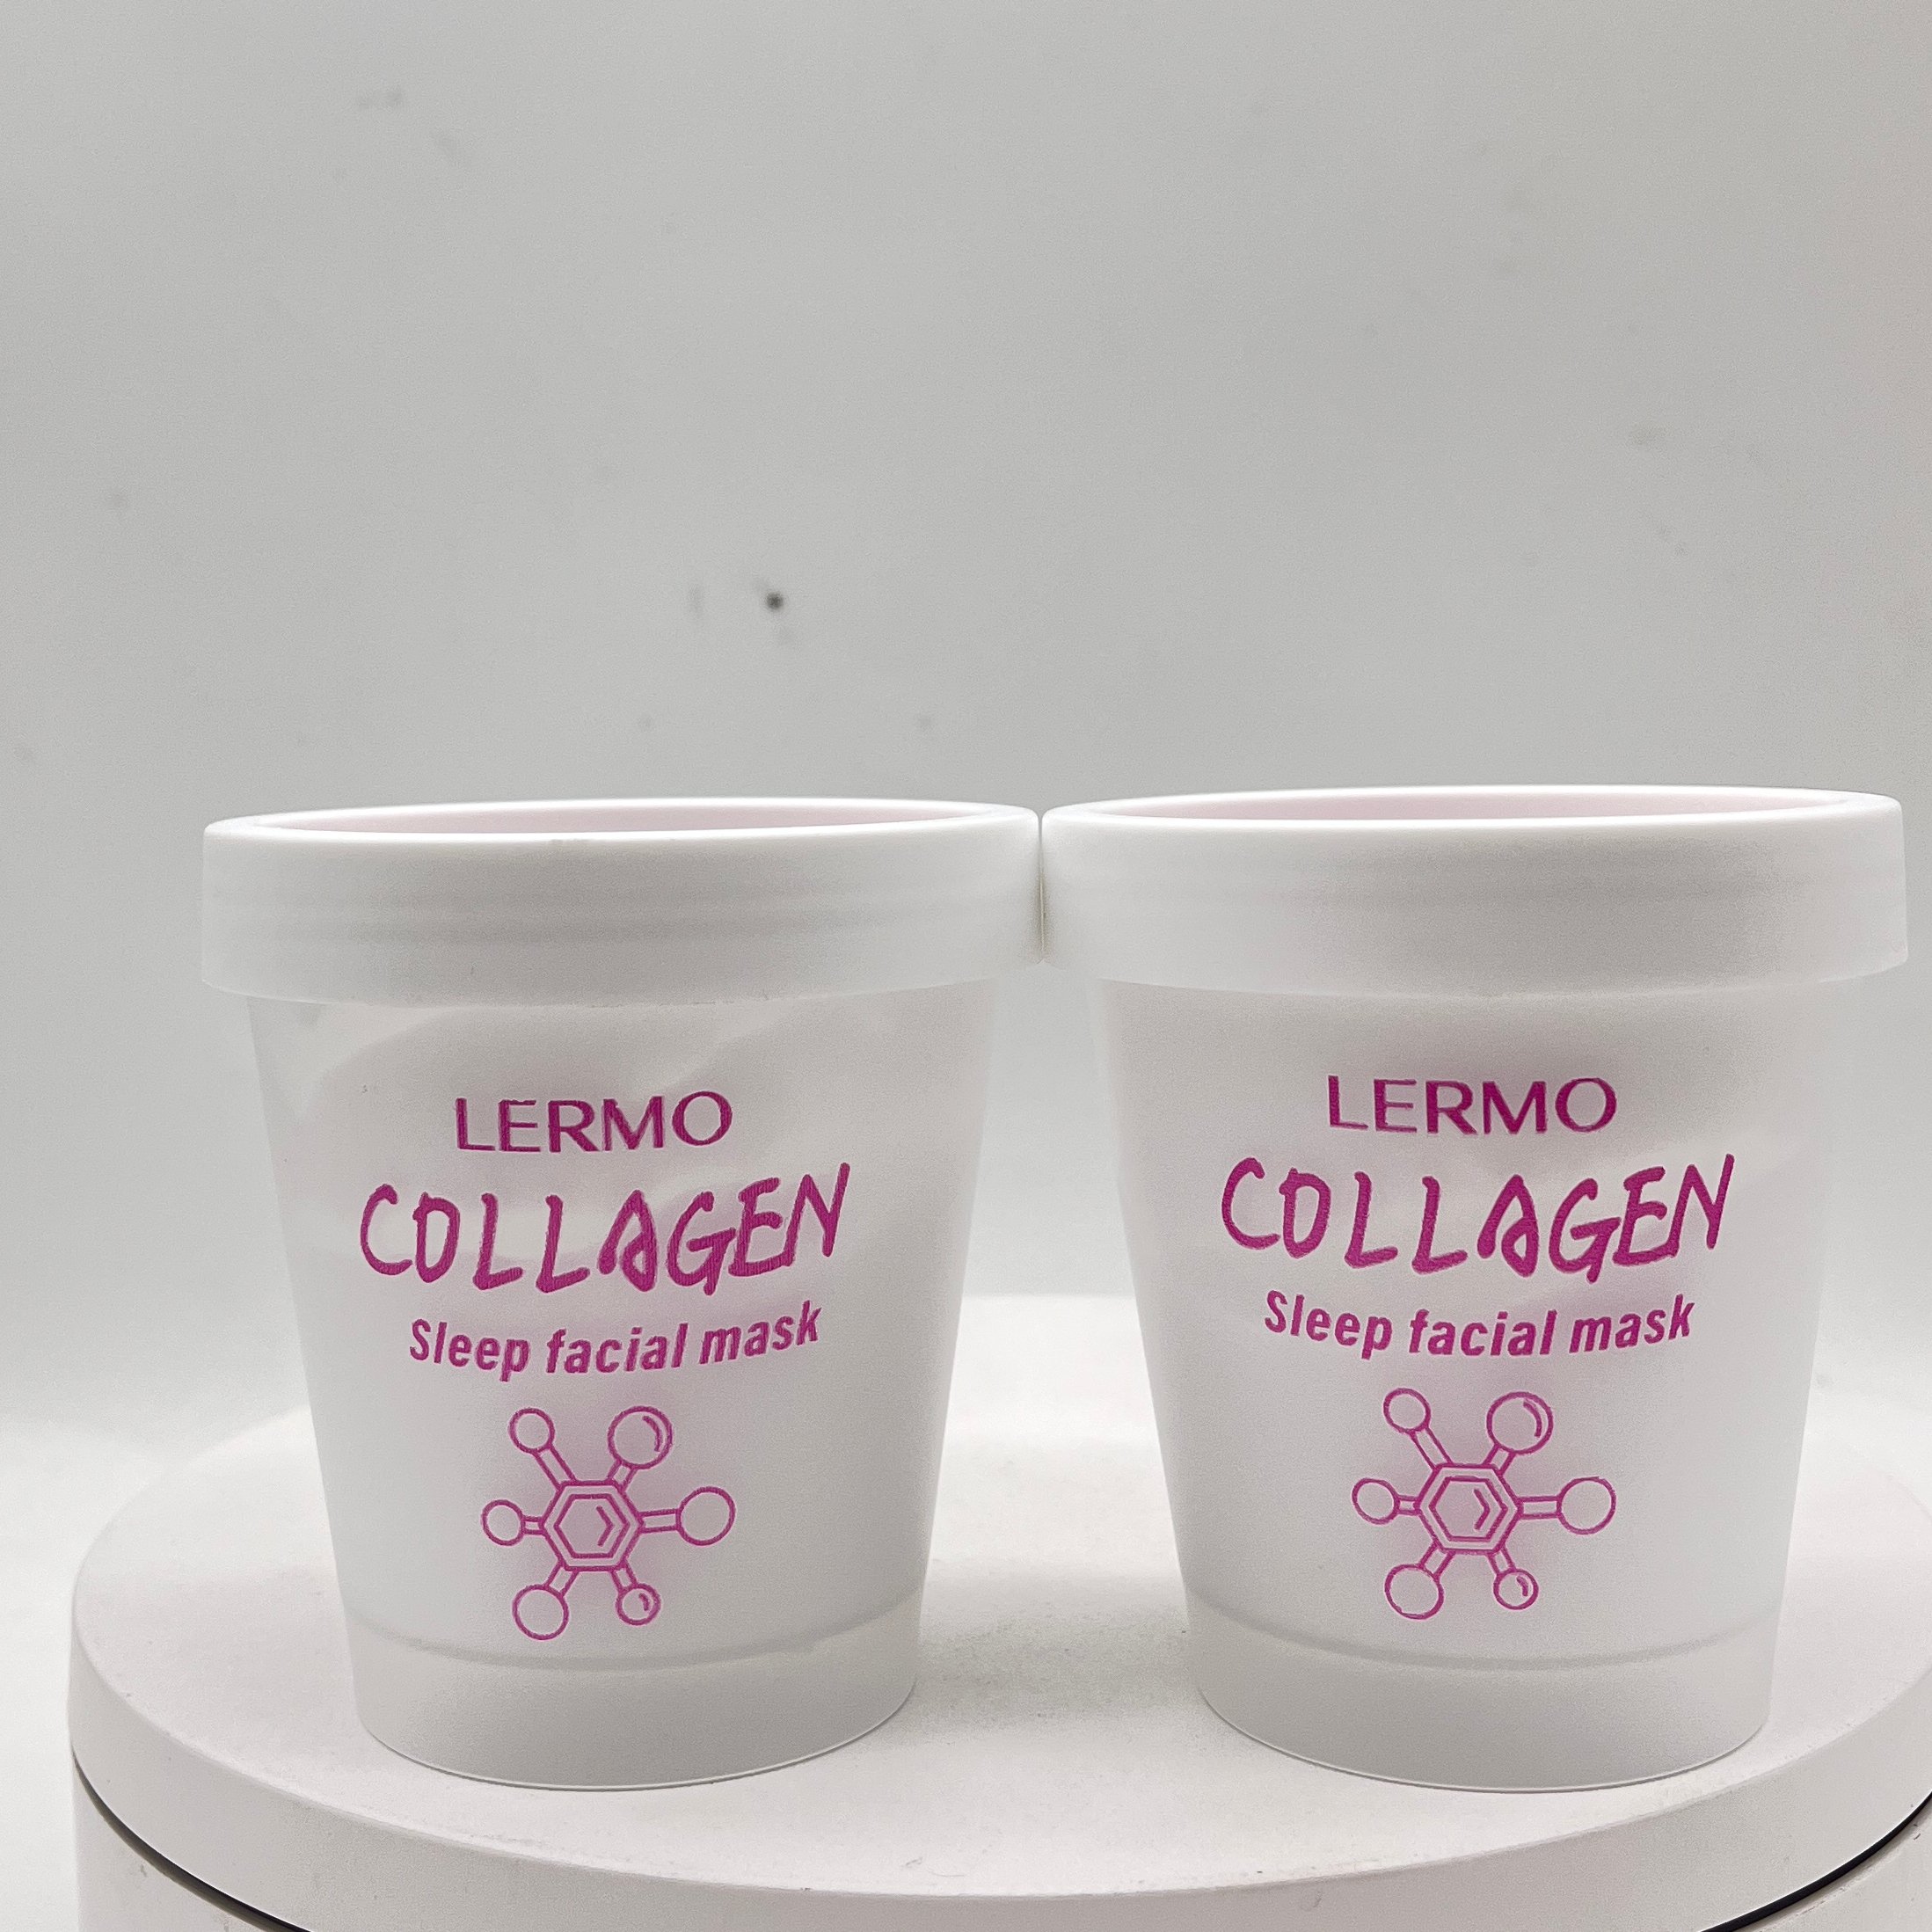 LERMO
COLLAGEN
Sleep facial mask
LERMO
COLLAGEN
Sleep facial mask